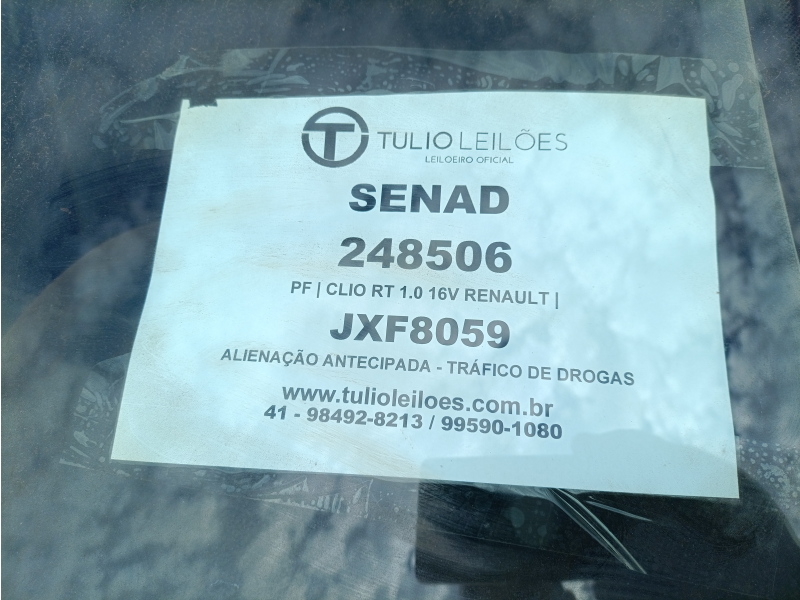 TULIO LEILÕES
LEILOEIRO OFICIAL
SENAD
248506
PF | CLIO RT 1.0 16V RENAULT |
JXF8059
ALIENAÇÃO ANTECIPADA - TRÁFICO DE DROGAS
www.tulioleiloes.com.br
41 - 98492-8213 / 99590-1080